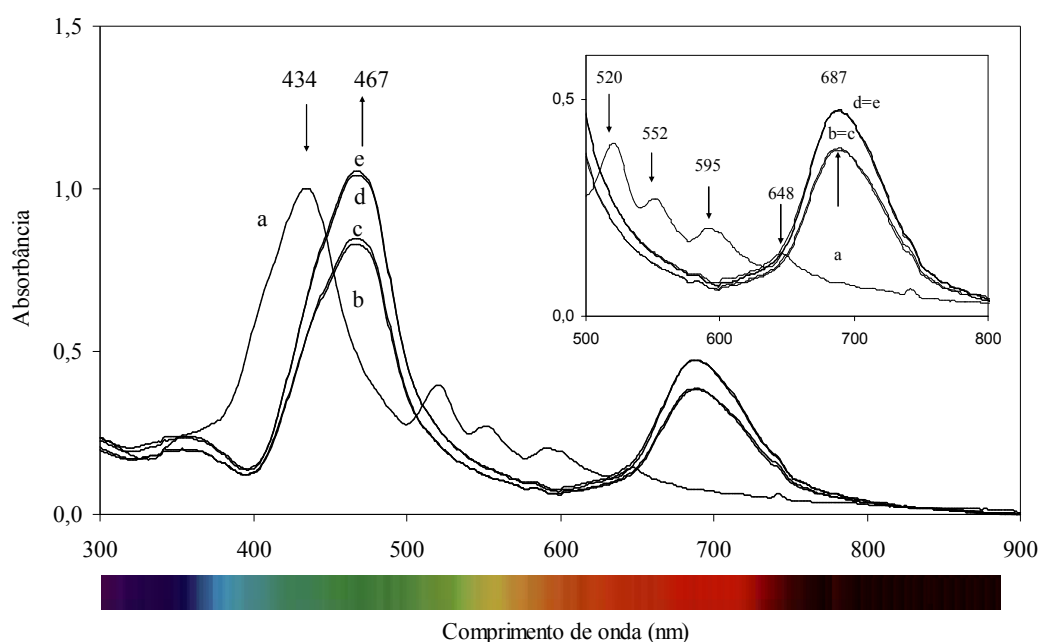 1,5
434 467
e
d
a
c
b
1,0
0,5
0,0
Absorbância
300 400 500 600 700 800 900
Comprimento de onda (nm)
520
687
d=e
0,5
552
b=c
595
648
a
0,0
500 600 700 800